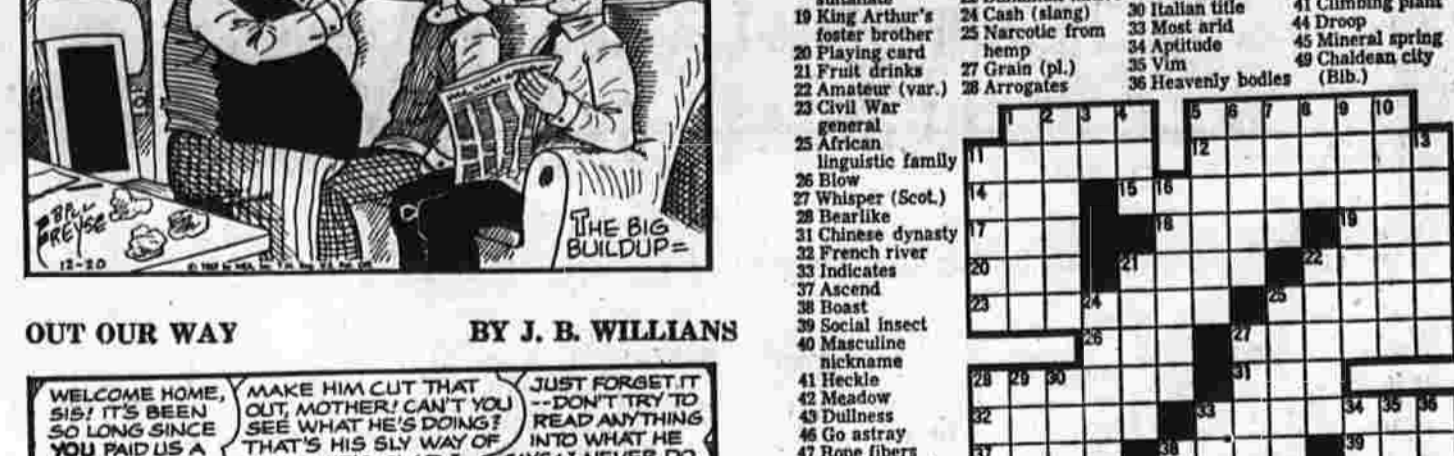 THE BIG
BUILDUP=
BILL
FREYSE
12-20
OUT OUR WAY
BY J. B. WILLIANS
WELCOME HOME,
SIS! IT'S BEEN
SO LONG SINCE
YOU PAID US A
MAKE HIM CUT THAT
OUT, MOTHER! CAN'T YOU
SEE WHAT HE'S DOING?
THAT'S HIS SLY WAY OF
JUST FORGET IT
--DON'T TRY TO
READ ANYTHING
INTO WHAT HE
19 King Arthur's
foster brother
20 Playing card
21 Fruit drinks
22 Amateur (var.)
23 Civil War
general
25 African
linguistic family
26 Blow
27 Whisper (Scot.)
28 Bearlike
31 Chinese dynasty
32 French river
33 Indicates
37 Ascend
38 Boast
39 Social insect
40 Masculine
nickname
41 Heckle
42 Meadow
43 Dullness
46 Go astray
47 Rope fibers
24 Cash (slang)
25 Narcotic from
hemp
27 Grain (pl.)
28 Arrogates
30 Italian title
33 Most arid
34 Aptitude
35 Vim
36 Heavenly bodies
41 Climbing plant
44 Droop
45 Mineral spring
49 Chaldean city
(Bib.)
1 2 3 4 5 6 7 8 9 10
11 12 13
14 15 16
17 18 19
20 21 22
23 24 25
26 27
28 29 30 31
32 33 34 35 36
37 38 39